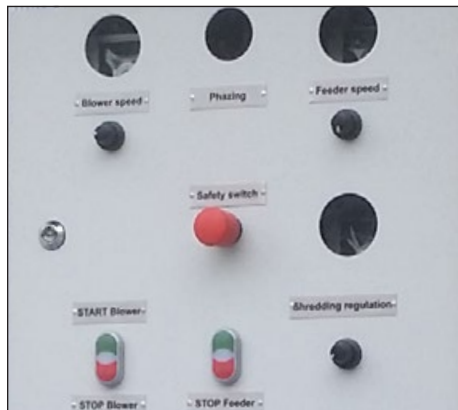 Blower speed
Phazing
Feeder speed
Safety switch
START Blower
Shredding regulation
STOP Blower
STOP Feeder